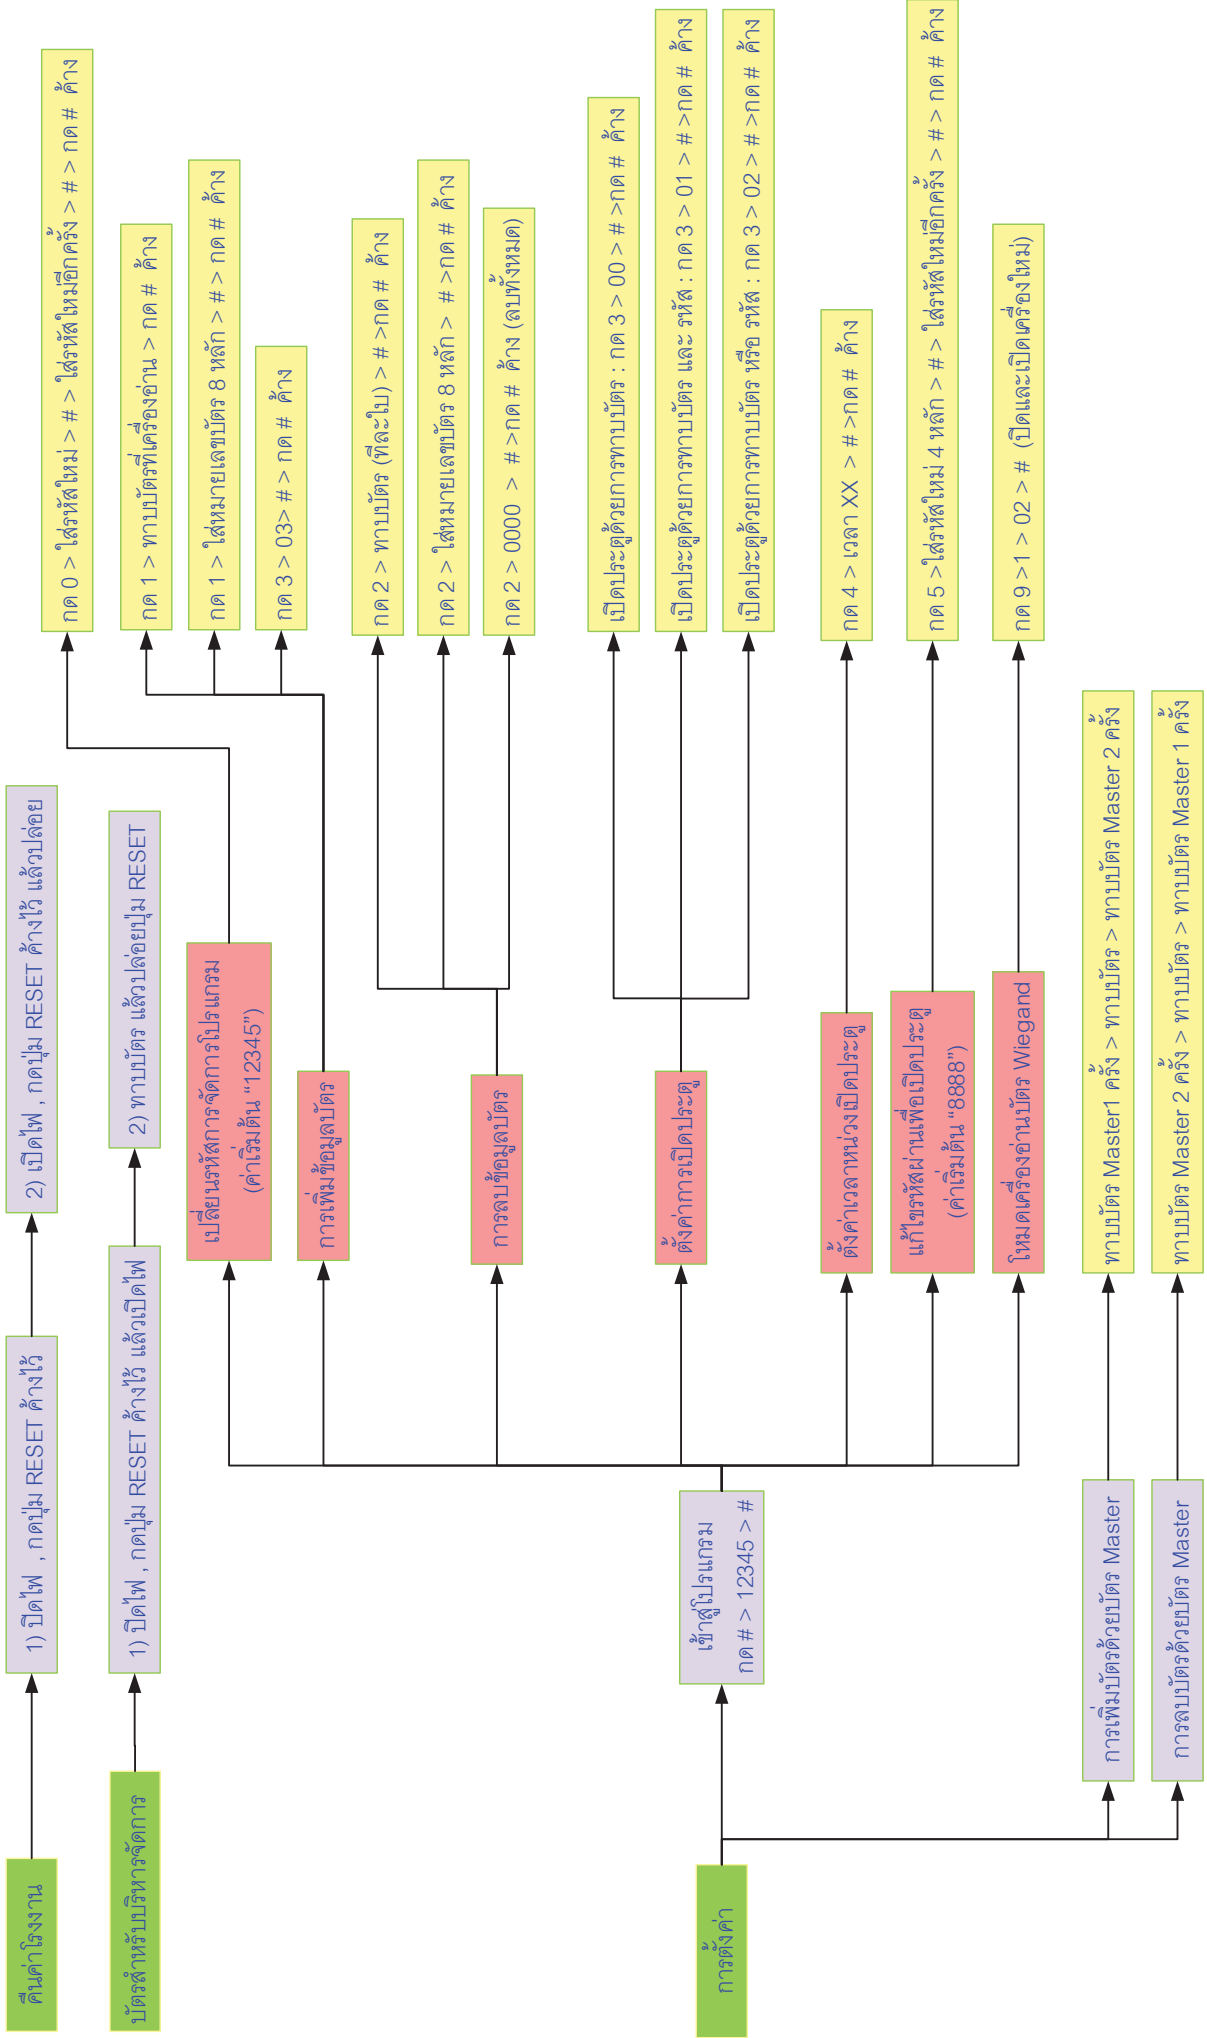 คืนค่าโรงงาน
1) ปิดไฟ , กดปุ่ม RESET ค้างไว้
2) เปิดไฟ , กดปุ่ม RESET ค้างไว้ แล้วปล่อย
บัตรสำหรับบริหารจัดการ
1) ปิดไฟ , กดปุ่ม RESET ค้างไว้ แล้วเปิดไฟ
2) ทาบบัตร แล้วปล่อยปุ่ม RESET
การตั้งค่า
เข้าสู่โปรแกรม
กด # > 12345 > #
เปลี่ยนรหัสการจัดการโปรแกรม
(ค่าเริ่มต้น “12345”)
กด 0 > ใส่รหัสใหม่ > # > ใส่รหัสใหม่อีกครั้ง > # > กด # ค้าง
การเพิ่มข้อมูลบัตร
กด 1 > ทาบบัตรที่เครื่องอ่าน > กด # ค้าง
กด 1 > ใส่หมายเลขบัตร 8 หลัก > # > กด # ค้าง
กด 3 > 03> # > กด # ค้าง
การลบข้อมูลบัตร
กด 2 > ทาบบัตร (ทีละใบ) > # >กด # ค้าง
กด 2 > ใส่หมายเลขบัตร 8 หลัก > # >กด # ค้าง
กด 2 > 0000 > # >กด # ค้าง (ลบทั้งหมด)
ตั้งค่าการเปิดประตู
เปิดประตูด้วยการทาบบัตร : กด 3 > 00 > # >กด # ค้าง
เปิดประตูด้วยการทาบบัตร และ รหัส : กด 3 > 01 > # >กด # ค้าง
เปิดประตูด้วยการทาบบัตร หรือ รหัส : กด 3 > 02 > # >กด # ค้าง
ตั้งค่าเวลาหน่วงเปิดประตู
กด 4 > เวลา XX > # >กด # ค้าง
แก้ไขรหัสผ่านเพื่อเปิดประตู
(ค่าเริ่มต้น “8888”)
กด 5 >ใส่รหัสใหม่ 4 หลัก > # > ใส่รหัสใหม่อีกครั้ง > # > กด # ค้าง
โหมดเครื่องอ่านบัตร Wiegand
กด 9 >1 > 02 > # (ปิดและเปิดเครื่องใหม่)
การเพิ่มบัตรด้วยบัตร Master
ทาบบัตร Master1 ครั้ง > ทาบบัตร > ทาบบัตร Master 2 ครั้ง
การลบบัตรด้วยบัตร Master
ทาบบัตร Master 2 ครั้ง > ทาบบัตร > ทาบบัตร Master 1 ครั้ง